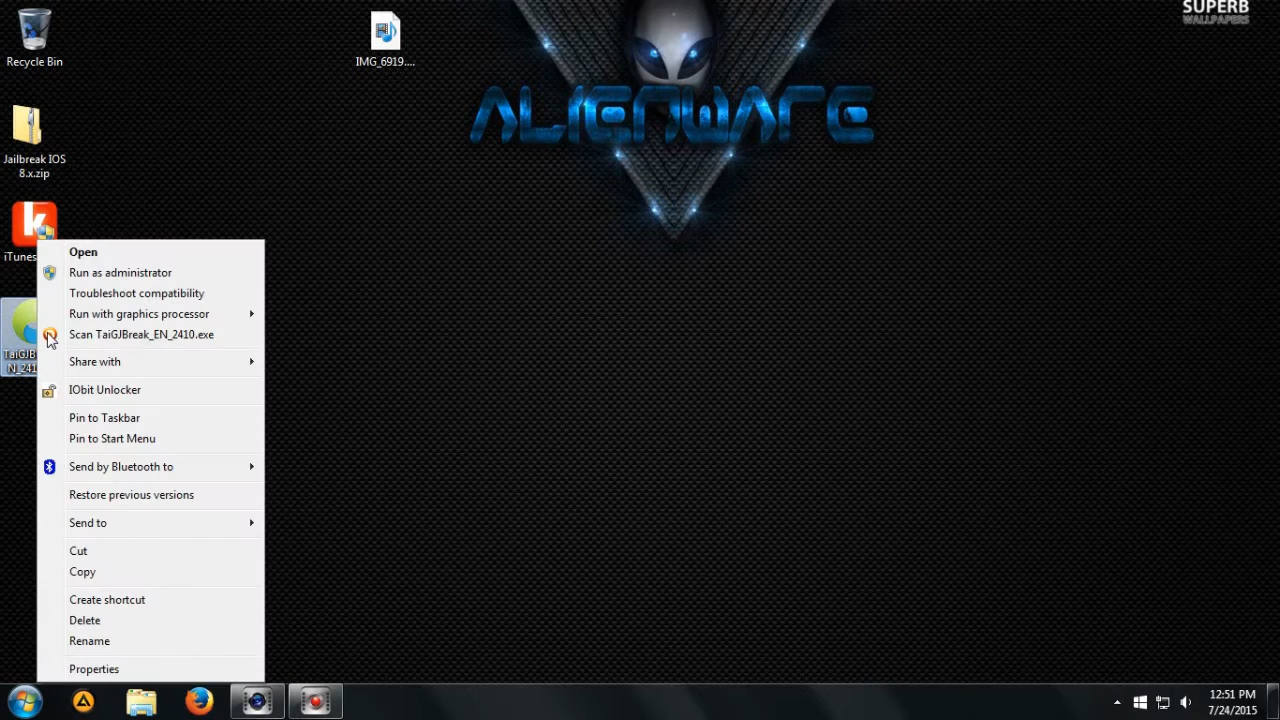 SUPERB
WALLPAPERS
Recycle Bin
IMG_6919....
ALIENWARE
Jailbreak IOS
8.x.zip
iTunes
Open
Run as administrator
Troubleshoot compatibility
Run with graphics processor
Scan TaiGJBreak_EN_2410.exe
Share with
IObit Unlocker
Pin to Taskbar
Pin to Start Menu
Send by Bluetooth to
Restore previous versions
Send to
Cut
Copy
Create shortcut
Delete
Rename
Properties
TaiGJB
N_241
12:51 PM
7/24/2015